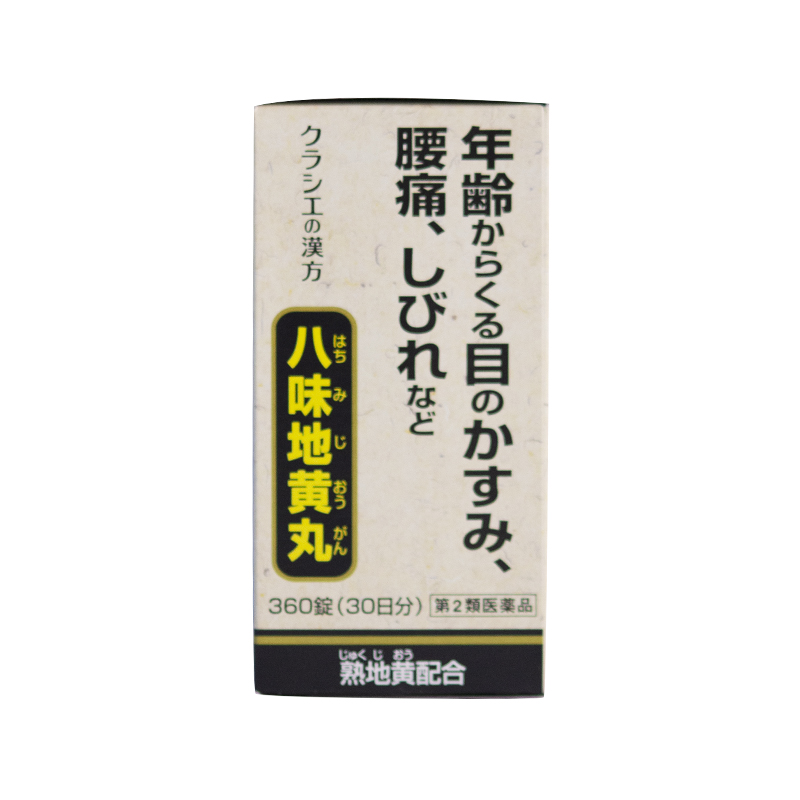 年齢からくる目のかすみ、
腰痛、しびれなど
クラシエの漢方
はちみじおうがん
八味地黄丸
360錠(30日分)
第2類医薬品
じゅくじおう
熟地黄配合